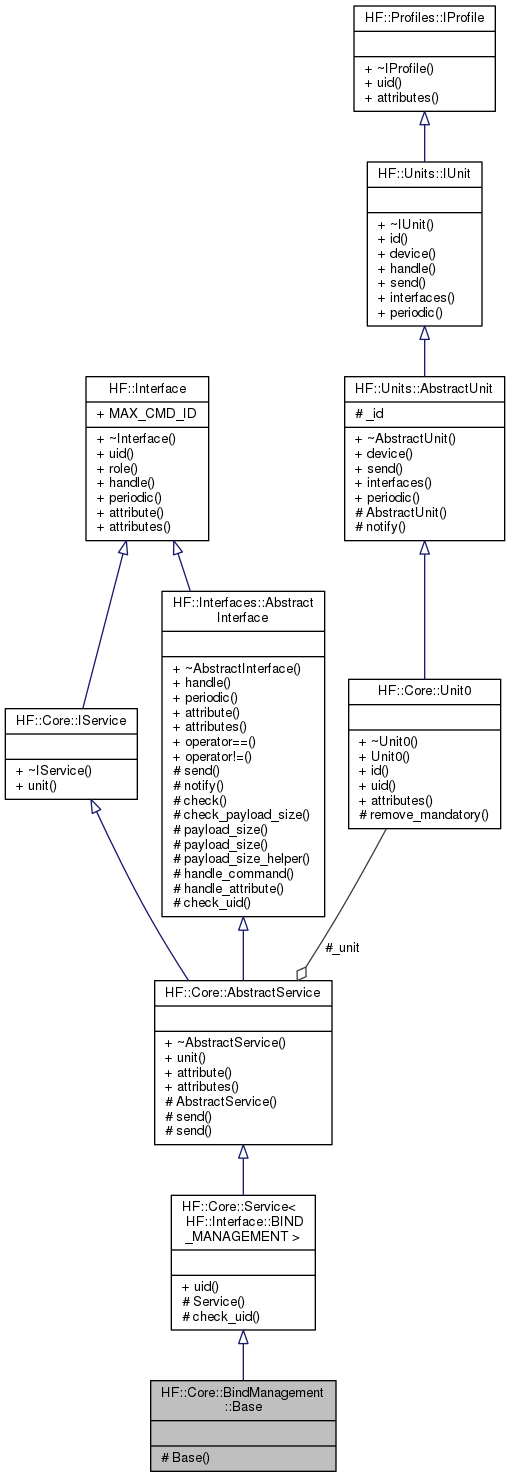 HF::Profiles::IProfile
+ ~IProfile()
+ uid()
+ attributes()
HF::Units::IUnit
+ ~IUnit()
+ id()
+ device()
+ handle()
+ send()
+ interfaces()
+ periodic()
HF::Interface
+ MAX_CMD_ID
+ ~Interface()
+ uid()
+ role()
+ handle()
+ periodic()
+ attribute()
+ attributes()
HF::Units::AbstractUnit
# _id
+ ~AbstractUnit()
+ device()
+ send()
+ interfaces()
+ periodic()
# AbstractUnit()
# notify()
HF::Core::IService
+ ~IService()
+ unit()
HF::Interfaces::Abstract
Interface
+ ~AbstractInterface()
+ handle()
+ periodic()
+ attribute()
+ attributes()
+ operator==()
+ operator!=()
# send()
# notify()
# check()
# check_payload_size()
# payload_size()
# payload_size()
# payload_size_helper()
# handle_command()
# handle_attribute()
# check_uid()
HF::Core::Unit0
+ ~Unit0()
+ Unit0()
+ id()
+ uid()
+ attributes()
# remove_mandatory()
#_unit
HF::Core::AbstractService
+ ~AbstractService()
+ unit()
+ attribute()
+ attributes()
# AbstractService()
# send()
# send()
HF::Core::Service<
HF::Interface::BIND
_MANAGEMENT >
+ uid()
# Service()
# check_uid()
HF::Core::BindManagement
::Base
# Base()